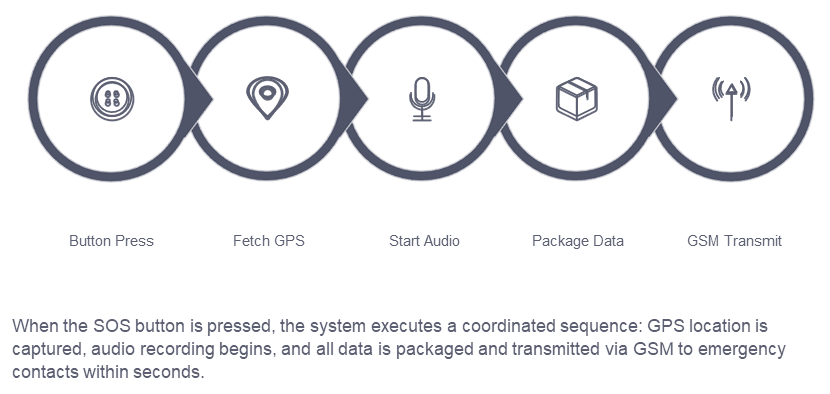 Button Press
Fetch GPS
Start Audio
Package Data
GSM Transmit
When the SOS button is pressed, the system executes a coordinated sequence: GPS location is
captured, audio recording begins, and all data is packaged and transmitted via GSM to emergency
contacts within seconds.